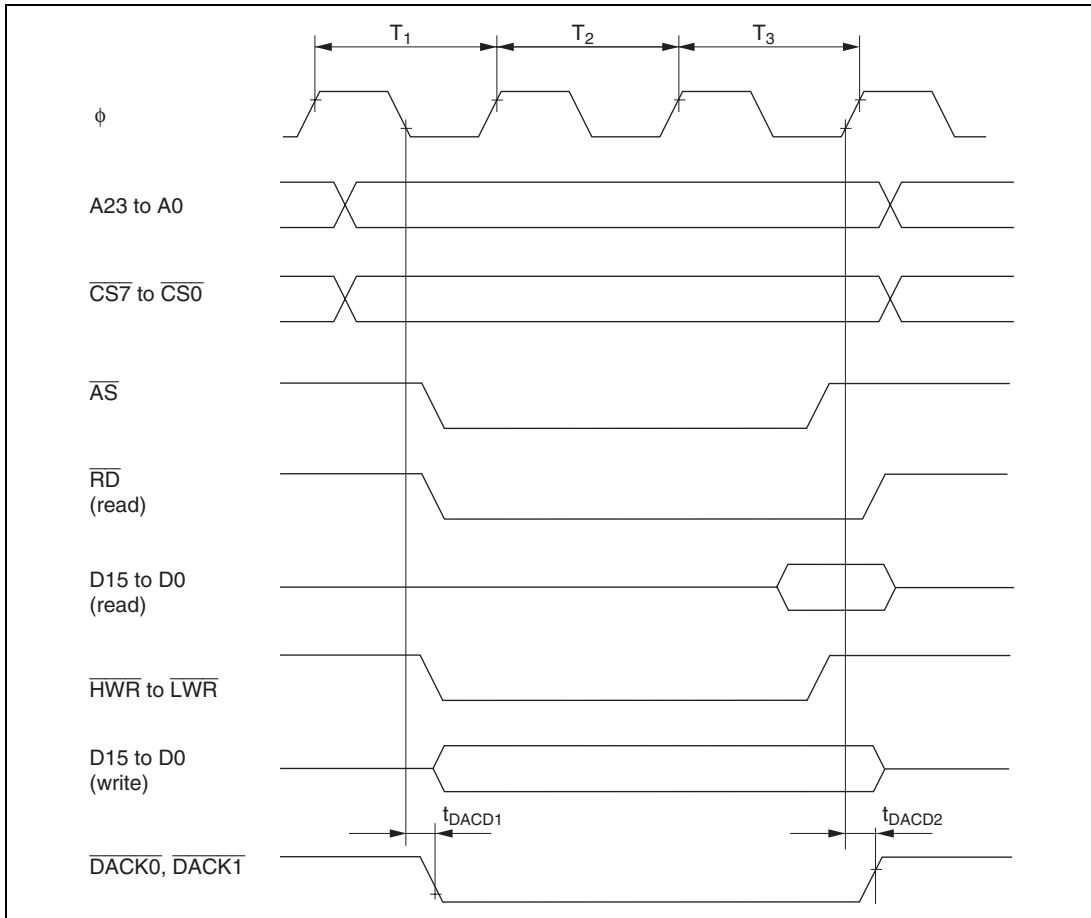 T1 T2 T3
ϕ
A23 to A0
CS7 to CS0
AS
RD
(read)
D15 to D0
(read)
HWR to LWR
D15 to D0
(write)
tDACD1 tDACD2
DACK0, DACK1